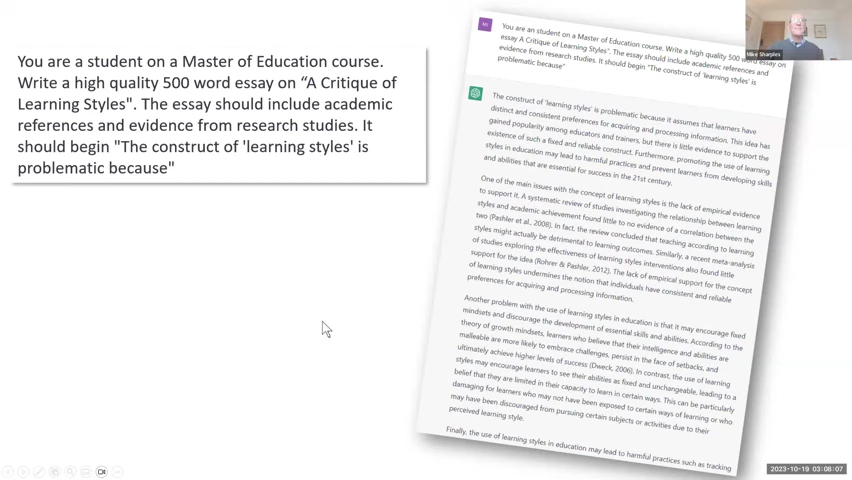 You are a student on a Master of Education course.
Write a high quality 500 word essay on “A Critique of
Learning Styles". The essay should include academic
references and evidence from research studies. It
should begin "The construct of 'learning styles' is
problematic because"
MI
You are an student on a Master of Education course. Write a high quality 500 word
essay A Critique of Learning Styles". The essay should include academic references and
evidence from research studies. It should begin "The construct of 'learning styles' is
problematic because"
The construct of 'learning styles' is problematic because it assumes that learners have
distinct and consistent preferences for acquiring and processing information. This idea has
gained popularity among educators and trainers, but there is little evidence to support the
existence of such a fixed and reliable construct. Furthermore, promoting the use of learning
styles in education may lead to harmful practices and prevent learners from developing skills
and abilities that are essential for success in the 21st century.
One of the main issues with the concept of learning styles is the lack of empirical evidence
to support it. A systematic review of studies investigating the relationship between learning
styles and academic achievement found little to no evidence of a correlation between the
two (Pashler et al., 2008). In fact, the review concluded that teaching according to learning
styles might actually be detrimental to learning outcomes. Similarly, a recent meta-analysis
of studies exploring the effectiveness of learning styles interventions also found little
support for the idea (Rohrer & Pashler, 2012). The lack of empirical support for the concept
of learning styles undermines the notion that individuals have consistent and reliable
preferences for acquiring and processing information.
Another problem with the use of learning styles in education is that it may encourage fixed
mindsets and discourage the development of essential skills and abilities. According to the
theory of growth mindsets, learners who believe that their intelligence and abilities are
malleable are more likely to embrace challenges, persist in the face of setbacks, and
ultimately achieve higher levels of success (Dweck, 2006). In contrast, the use of learning
styles may encourage learners to see their abilities as fixed and unchangeable, leading to a
belief that they are limited in their capacity to learn in certain ways. This can be particularly
damaging for learners who may not have been exposed to certain ways of learning or who
may have been discouraged from pursuing certain subjects or activities due to their
perceived learning style.
Finally, the use of learning styles in education may lead to harmful practices such as tracking
Mike Sharples
2023-10-19 03:08:07